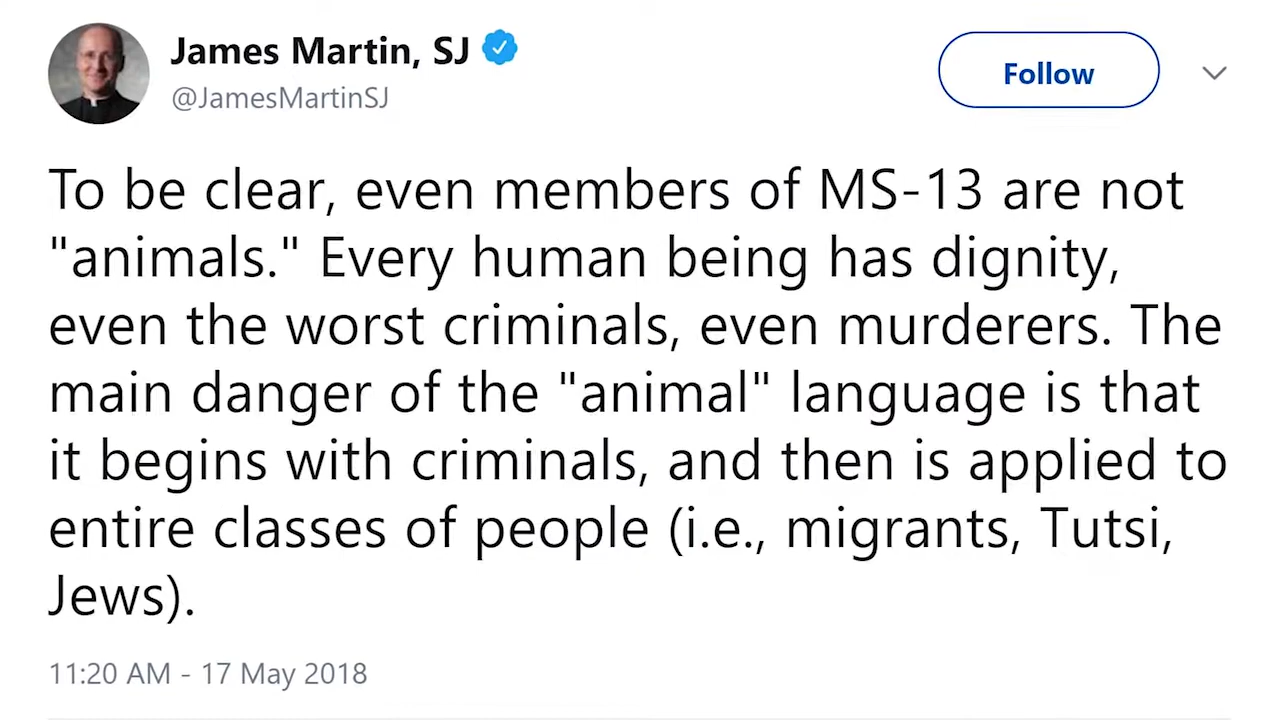 James Martin, SJ
@JamesMartinSJ
Follow
To be clear, even members of MS-13 are not
"animals." Every human being has dignity,
even the worst criminals, even murderers. The
main danger of the "animal" language is that
it begins with criminals, and then is applied to
entire classes of people (i.e., migrants, Tutsi,
Jews).
11:20 AM - 17 May 2018